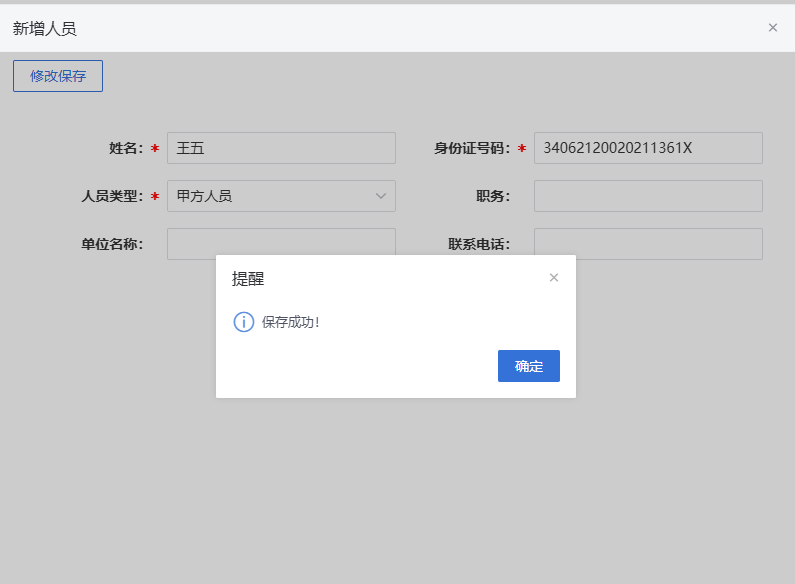 新增人员
修改保存
姓名：* 王五 身份证号码：* 34062120020211361X
人员类型：* 甲方人员 职务：
单位名称： 联系电话：
提醒
保存成功!
确定